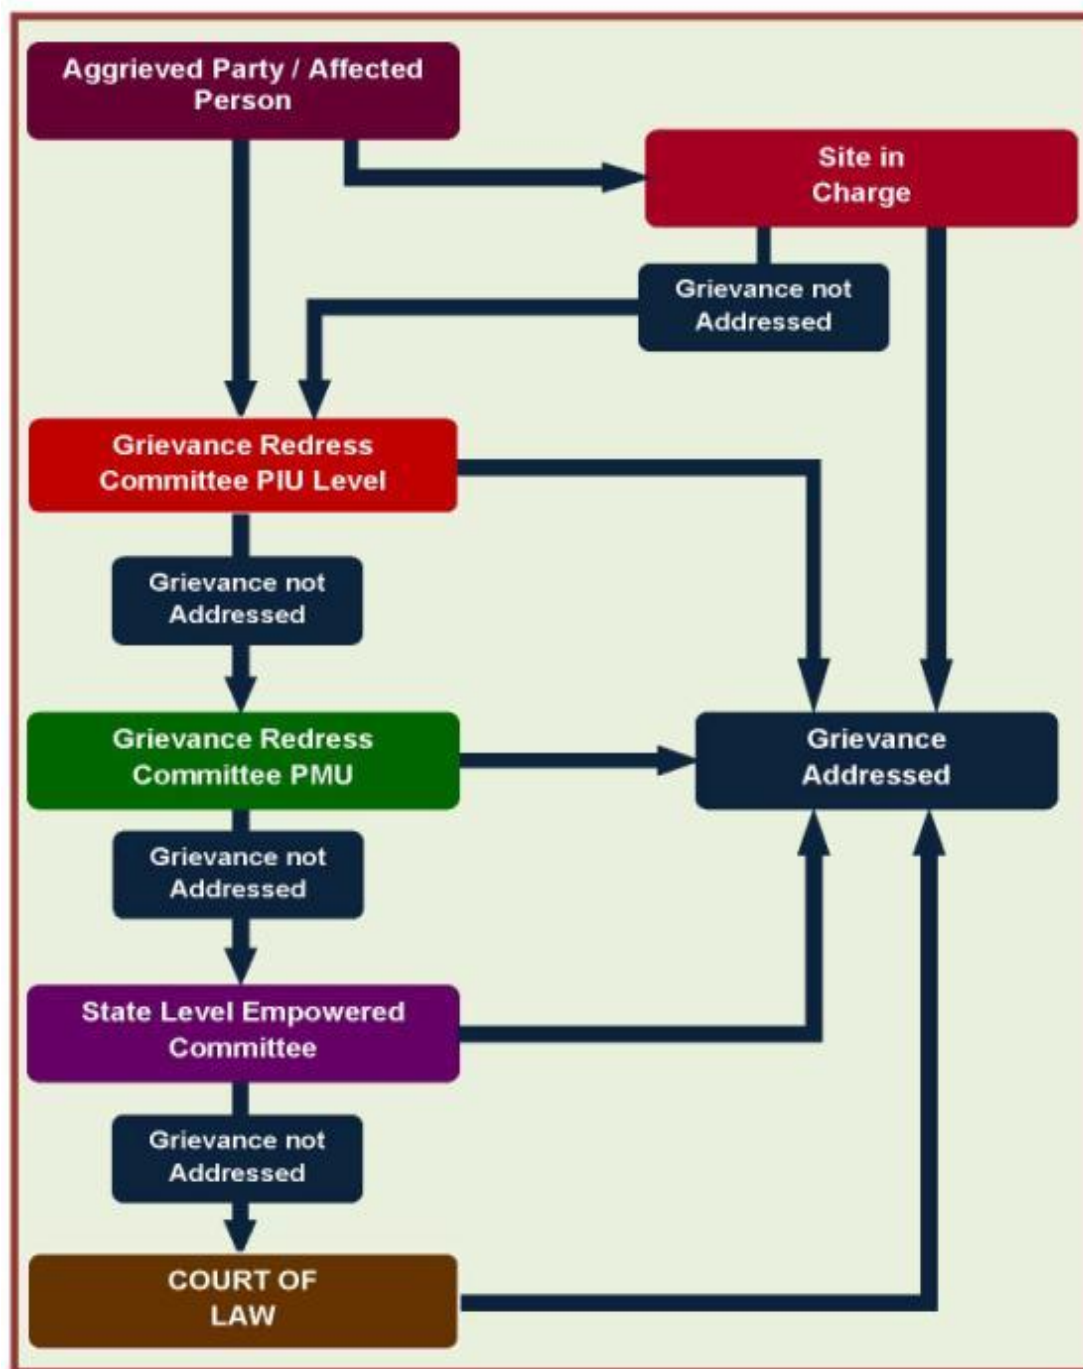 Aggrieved Party / Affected
Person
Site in
Charge
Grievance not
Addressed
Grievance Redress
Committee PIU Level
Grievance not
Addressed
Grievance Redress
Committee PMU
Grievance
Addressed
Grievance not
Addressed
State Level Empowered
Committee
Grievance not
Addressed
COURT OF
LAW